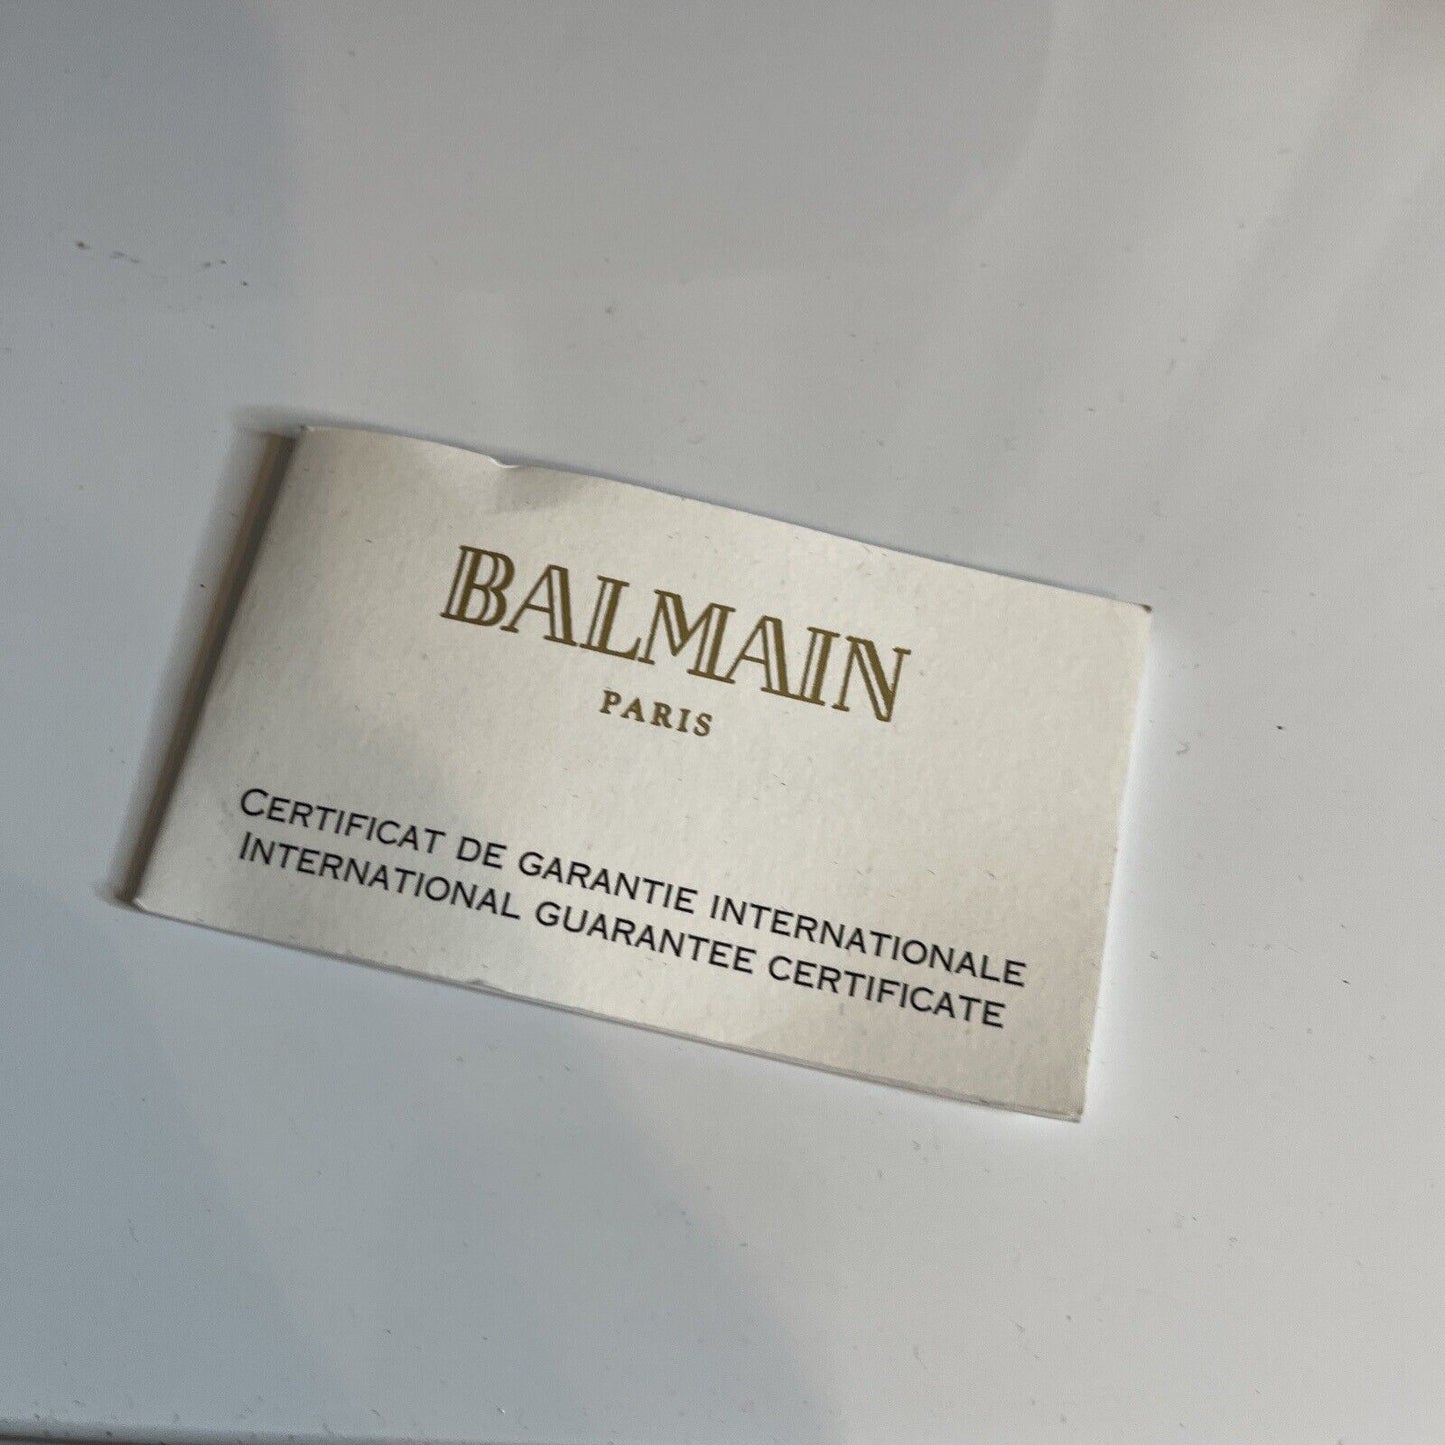 BALMAIN
PARIS
CERTIFICAT DE GARANTIE INTERNATIONALE
INTERNATIONAL GUARANTEE CERTIFICATE